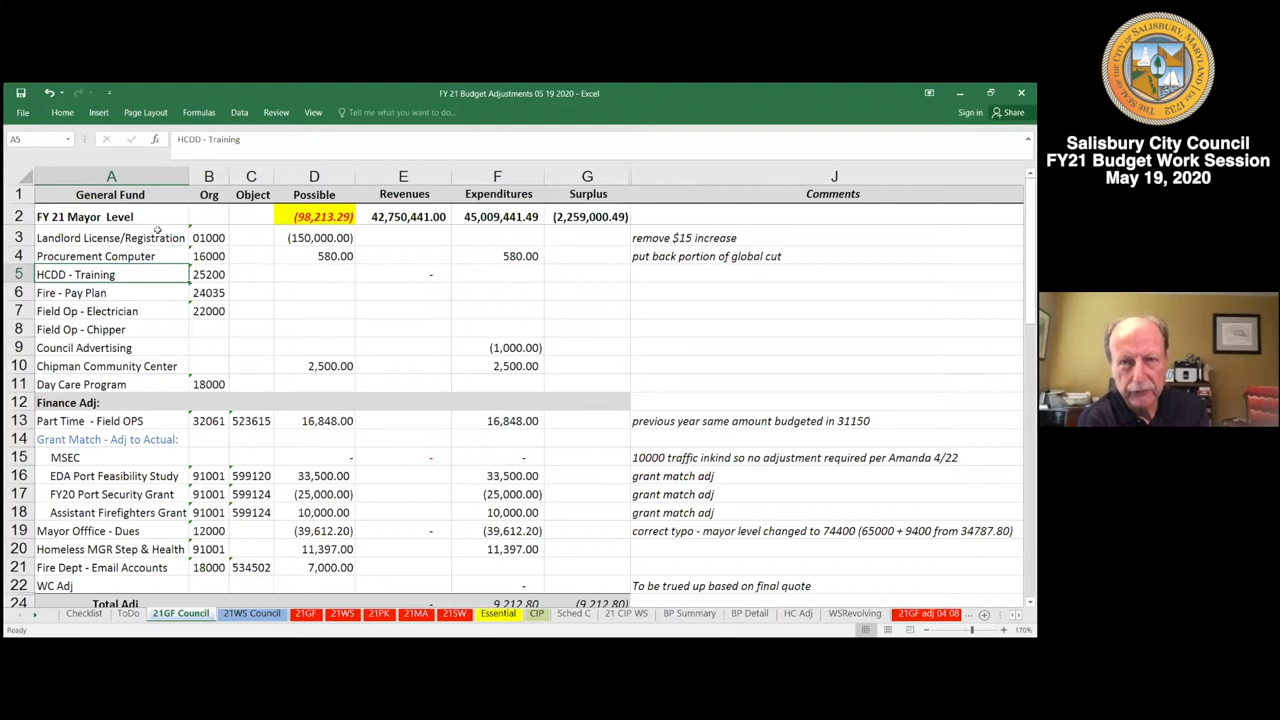 FY 21 Budget Adjustments 05 19 2020 - Excel
File Home Insert Page Layout Formulas Data Review View Tell me what you want to do... Sign in Share
A5 fx HCDD - Training
A B C D E F G J
1 General Fund Org Object Possible Revenues Expenditures Surplus Comments
2 FY 21 Mayor Level (98,213.29) 42,750,441.00 45,009,441.49 (2,259,000.49)
3 Landlord License/Registration 01000 (150,000.00) remove $15 increase
4 Procurement Computer 16000 580.00 580.00 put back portion of global cut
5 HCDD - Training 25200 -
6 Fire - Pay Plan 24035
7 Field Op - Electrician 22000
8 Field Op - Chipper
9 Council Advertising (1,000.00)
10 Chipman Community Center 2,500.00 2,500.00
11 Day Care Program 18000
12 Finance Adj:
13 Part Time - Field OPS 32061 523615 16,848.00 16,848.00 previous year same amount budgeted in 31150
14 Grant Match - Adj to Actual:
15 MSEC - - - 10000 traffic inkind so no adjustment required per Amanda 4/22
16 EDA Port Feasibility Study 91001 599120 33,500.00 33,500.00 grant match adj
17 FY20 Port Security Grant 91001 599124 (25,000.00) (25,000.00) grant match adj
18 Assistant Firefighters Grant 91001 599124 10,000.00 10,000.00 grant match adj
19 Mayor Offfice - Dues 12000 (39,612.20) - (39,612.20) correct typo - mayor level changed to 74400 (65000 + 9400 from 34787.80)
20 Homeless MGR Step & Health 91001 11,397.00 11,397.00
21 Fire Dept - Email Accounts 18000 534502 7,000.00
22 WC Adj - To be trued up based on final quote
24 Total Adj - 9,212.80 (9,212.80)
Checklist ToDo 21GF Council 21WS Council 21GF 21WS 21PK 21MA 21SW Essential CIP Sched C 21 CIP WS BP Summary BP Detail HC Adj WSRevolving 21GF adj 04 08 ...
Ready 170%
Salisbury City Council
FY21 Budget Work Session
May 19, 2020